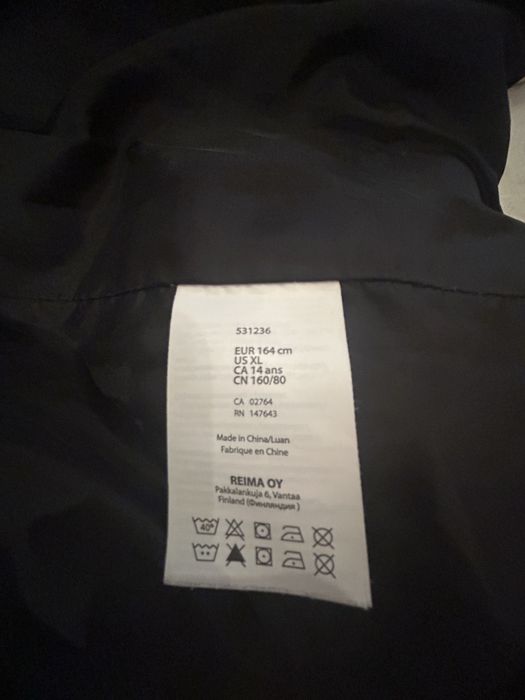 531236
EUR 164 cm
US XL
CA 14 ans
CN 160/80
CA 02764
RN 147643
Made in China/Luan
Fabrique en Chine
REIMA OY
Pakkalankuja 6, Vantaa
Finland (Финляндия )
40°